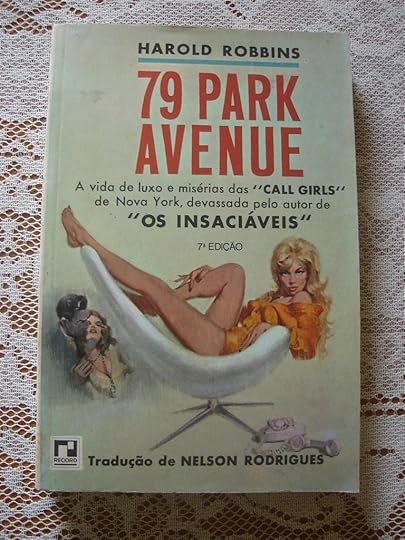 HAROLD ROBBINS
79 PARK
AVENUE
A vida de luxo e misérias das "CALL GIRLS"
de Nova York, devassada pelo autor de
"OS INSACIÁVEIS"
7ª EDIÇÃO
RECORD
Tradução de NELSON RODRIGUES